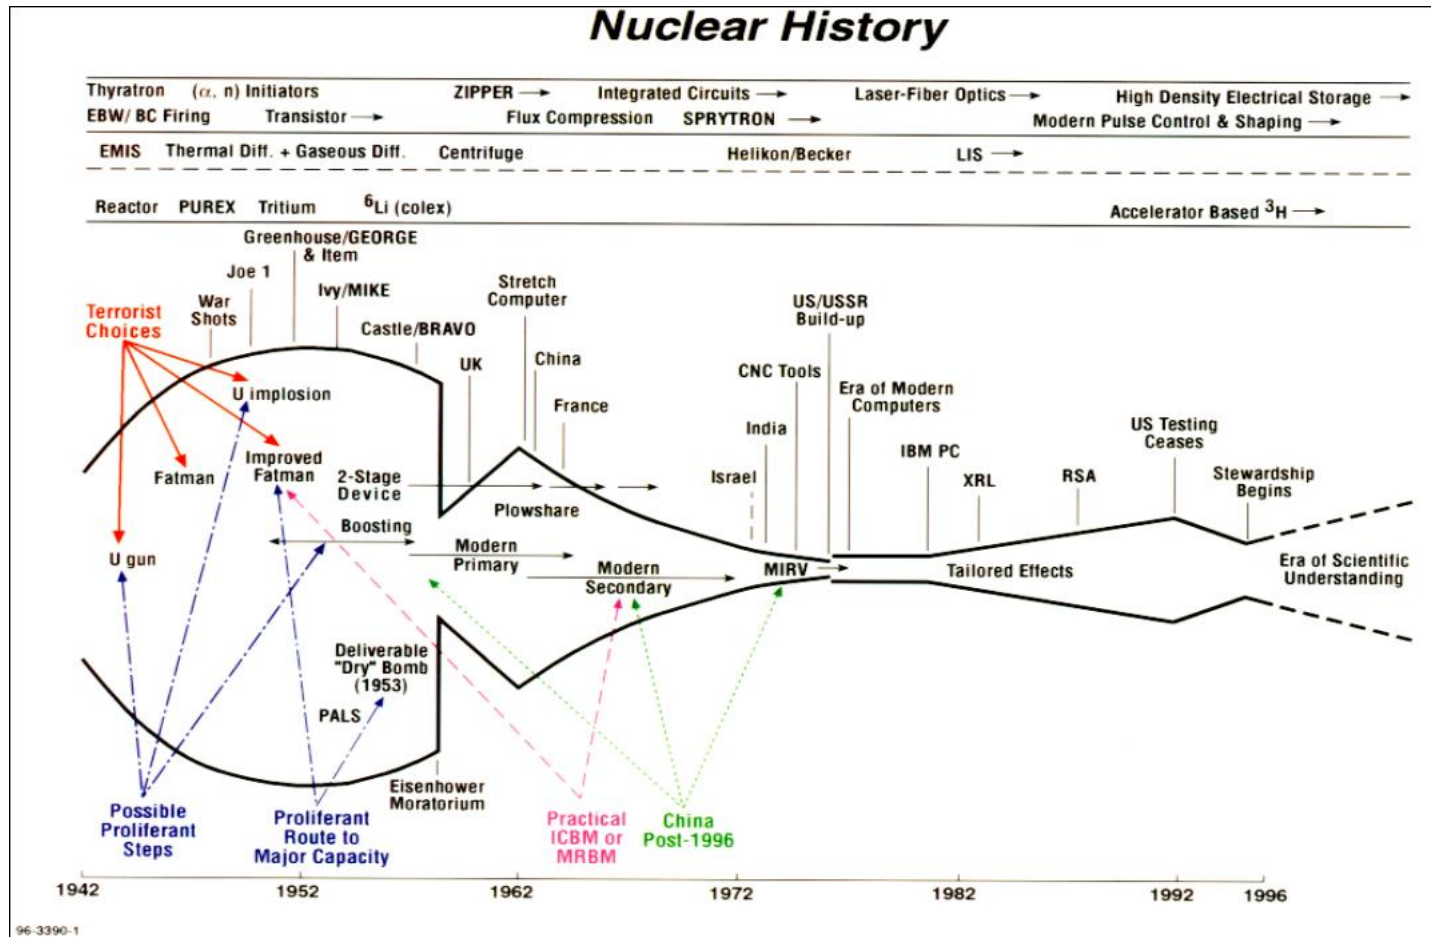 Nuclear History
Thyratron (α, n) Initiators ZIPPER Integrated Circuits Laser-Fiber Optics High Density Electrical Storage
EBW/ BC Firing Transistor Flux Compression SPRYTRON Modern Pulse Control & Shaping
EMIS Thermal Diff. + Gaseous Diff. Centrifuge Helikon/Becker LIS
Reactor PUREX Tritium ⁶Li (colex) Accelerator Based ³H
Greenhouse/GEORGE
& Item
Joe 1
Ivy/MIKE
War
Shots
Castle/BRAVO
Terrorist
Choices
Stretch
Computer
UK
China
France
US/USSR
Build-up
CNC Tools
Era of Modern
Computers
India
Israel
IBM PC
XRL
RSA
US Testing
Ceases
Stewardship
Begins
U implosion
Fatman
Improved
Fatman
2-Stage
Device
Plowshare
Boosting
U gun
Modern
Primary
Modern
Secondary
MIRV
Tailored Effects
Era of Scientific
Understanding
Deliverable
"Dry" Bomb
(1953)
PALS
Eisenhower
Moratorium
Possible
Proliferant
Steps
Proliferant
Route to
Major Capacity
Practical
ICBM or
MRBM
China
Post-1996
1942 1952 1962 1972 1982 1992 1996
96-3390-1